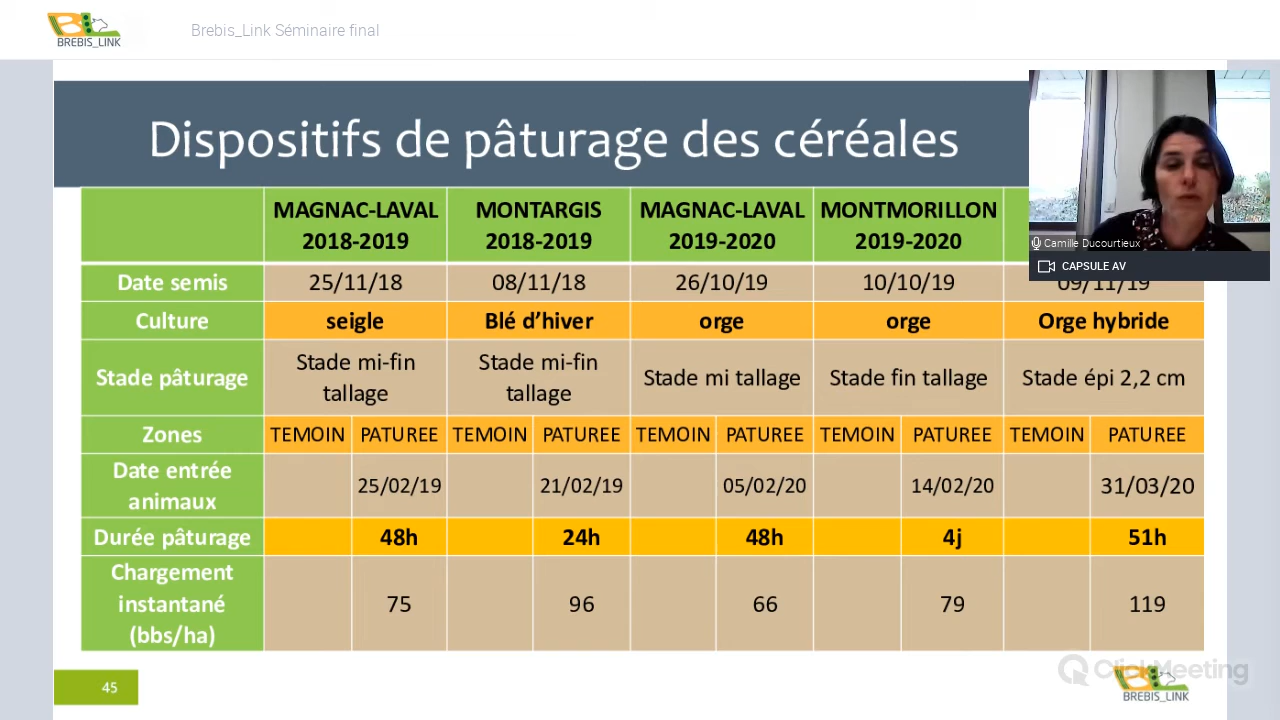 BREBIS_LINK
Brebis_Link Séminaire final
Dispositifs de pâturage des céréales
Camille Ducourtieux
CAPSULE AV
MAGNAC-LAVAL 2018-2019 MONTARGIS 2018-2019 MAGNAC-LAVAL 2019-2020 MONTMORILLON 2019-2020
Date semis 25/11/18 08/11/18 26/10/19 10/10/19 09/11/19
Culture seigle Blé d'hiver orge orge Orge hybride
Stade pâturage Stade mi-fin tallage Stade mi-fin tallage Stade mi tallage Stade fin tallage Stade épi 2,2 cm
Zones TEMOIN PATUREE TEMOIN PATUREE TEMOIN PATUREE TEMOIN PATUREE TEMOIN PATUREE
Date entrée animaux 25/02/19 21/02/19 05/02/20 14/02/20 31/03/20
Durée pâturage 48h 24h 48h 4j 51h
Chargement instantané (bbs/ha) 75 96 66 79 119
45
ClickMeeting
BREBIS_LINK